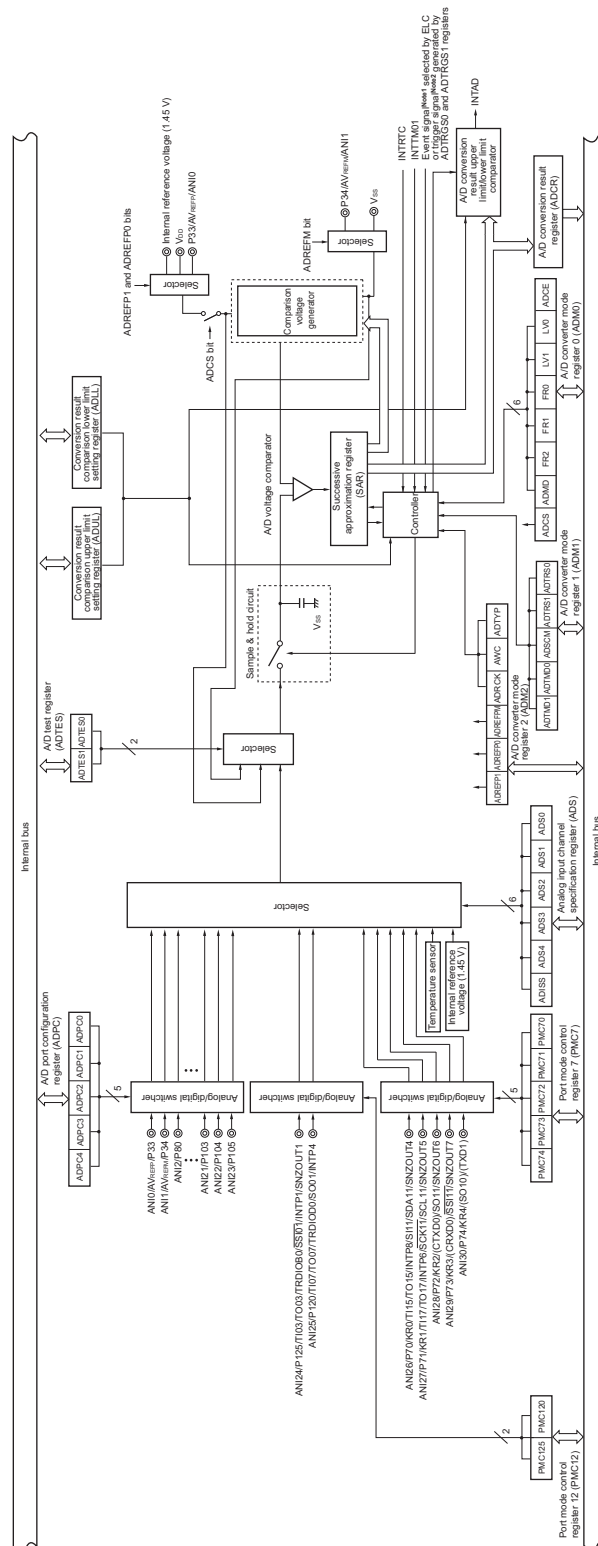 Internal bus
A/D port configuration
register (ADPC)
ADPC4 ADPC3 ADPC2 ADPC1 ADPC0
5
ANI0/AVREFP/P33
ANI1/AVREFM/P34
ANI2/P80
ANI21/P103
ANI22/P104
ANI23/P105
Analog/digital switcher
ANI24/P125/TI03/TO03/TRDIOB0/SSI01/INTP1/SNZOUT1
ANI25/P120/TI07/TO07/TRDIOD0/SO01/INTP4
Analog/digital switcher
ANI26/P70/KR0/TI15/TO15/INTP8/SI11/SDA11/SNZOUT4
ANI27/P71/KR1/TI17/TO17/INTP6/SCK11/SCL11/SNZOUT5
ANI28/P72/KR2/(CTXD0)/SO11/SNZOUT6
ANI29/P73/KR3/(CRXD0)/SSI11/SNZOUT7
ANI30/P74/KR4/(SO10)/(TXD1)
Analog/digital switcher
Temperature sensor
Internal reference
voltage (1.45 V)
Selector
A/D test register
(ADTES)
ADTES1 ADTES0
2
Selector
Conversion result
comparison upper limit
setting register (ADUL)
Conversion result
comparison lower limit
setting register (ADLL)
Sample & hold circuit
VSS
A/D voltage comparator
ADREFP1 and ADREFP0 bits
Selector
Internal reference voltage (1.45 V)
VDD
P33/AVREFP/ANI0
ADCS bit
Comparison
voltage
generator
ADREFM bit
Selector
P34/AVREFM/ANI1
VSS
Successive
approximation register
(SAR)
Controller
INTRTC
INTTM01
Event signalNote1 selected by ELC
or trigger signalNote2 generated by
ADTRGS0 and ADTRGS1 registers
A/D conversion
result upper
limit/lower limit
comparator
INTAD
A/D conversion result
register (ADCR)
PMC125 PMC120
2
Port mode control
register 12 (PMC12)
PMC74 PMC73 PMC72 PMC71 PMC70
5
Port mode control
register 7 (PMC7)
ADISS ADS4 ADS3 ADS2 ADS1 ADS0
6
Analog input channel
specification register (ADS)
ADREFP1 ADREFP0 ADREFPM ADRCK AWC ADTYP
A/D converter mode
register 2 (ADM2)
ADTMD1 ADTMD0 ADSCM ADTRS1 ADTRS0
A/D converter mode
register 1 (ADM1)
ADCS ADMD FR2 FR1 FR0 LV1 LV0 ADCE
6
A/D converter mode
register 0 (ADM0)
Internal bus